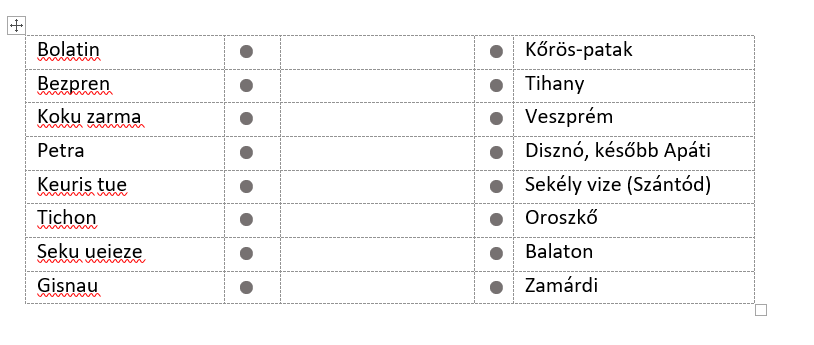 Bolatin Kőrös-patak
Bezpren Tihany
Koku zarma Veszprém
Petra Disznó, később Apáti
Keuris tue Sekély vize (Szántód)
Tichon Oroszkő
Seku ueieze Balaton
Gisnau Zamárdi